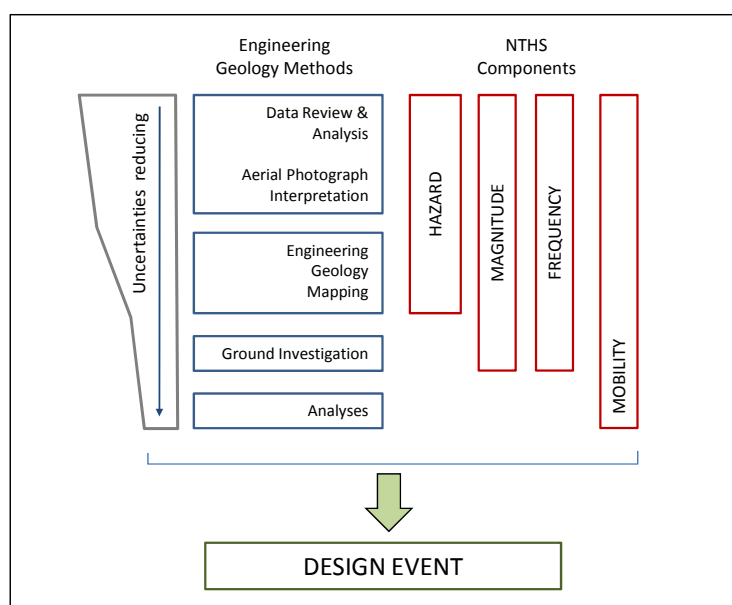 Engineering
Geology Methods
NTHS
Components
Uncertainties reducing
Data Review &
Analysis
Aerial Photograph
Interpretation
Engineering
Geology
Mapping
Ground Investigation
Analyses
HAZARD
MAGNITUDE
FREQUENCY
MOBILITY
DESIGN EVENT